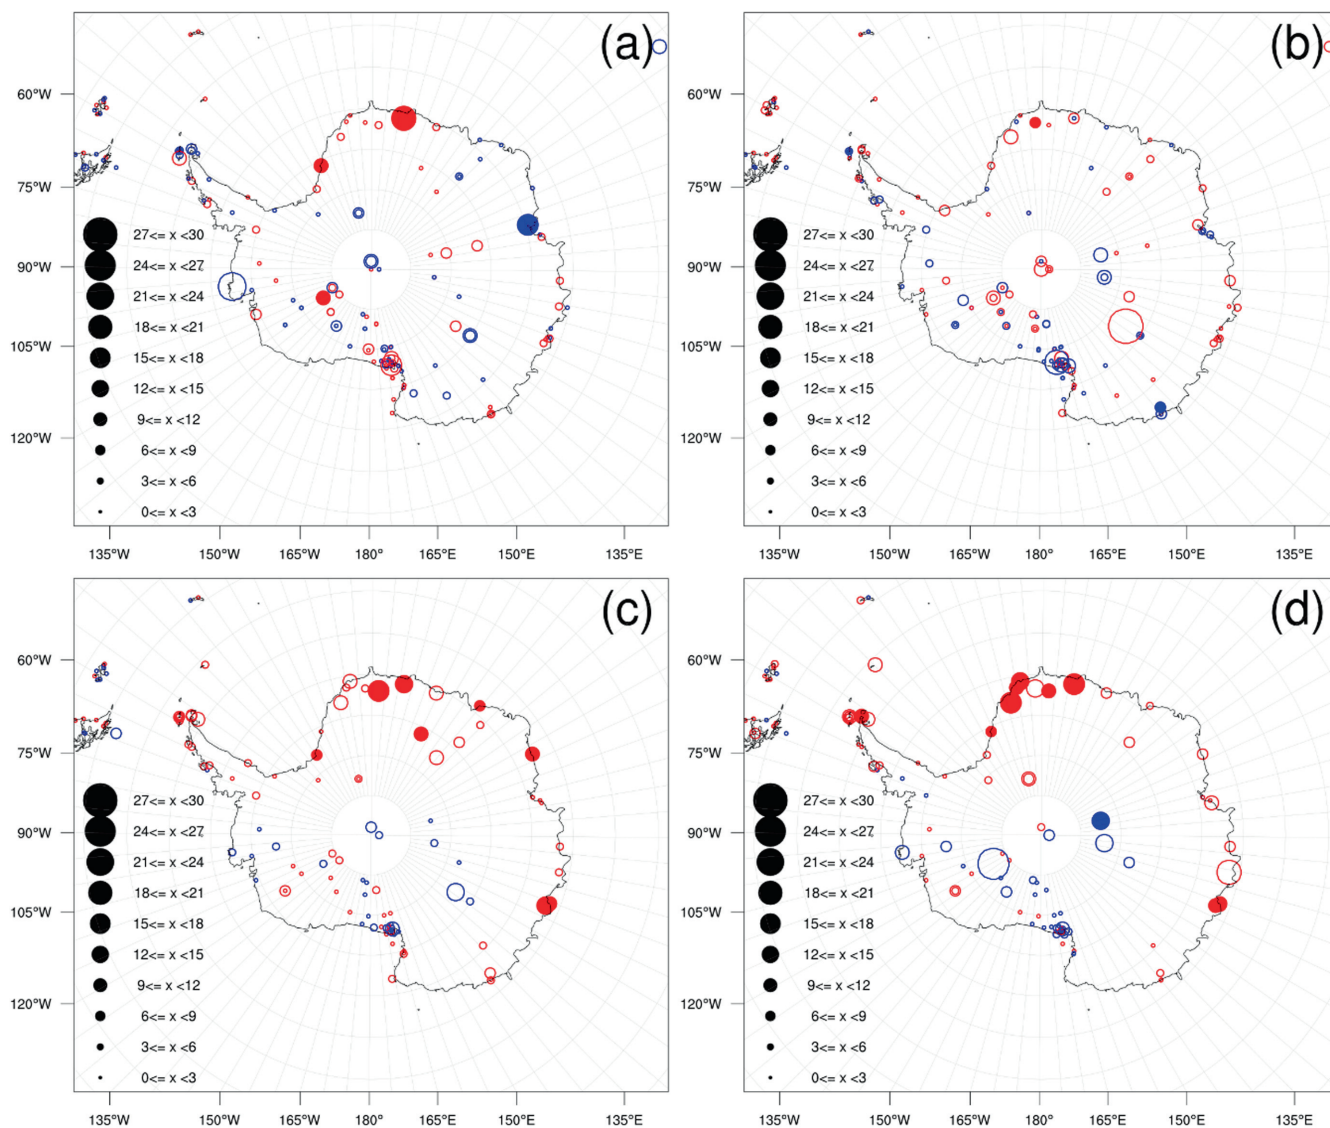 (a)
60°W
75°W
90°W
105°W
120°W
27<= x <30
24<= x <27
21<= x <24
18<= x <21
15<= x <18
12<= x <15
9<= x <12
6<= x <9
3<= x <6
0<= x <3
135°W 150°W 165°W 180° 165°E 150°E 135°E
(b)
60°W
75°W
90°W
105°W
120°W
27<= x <30
24<= x <27
21<= x <24
18<= x <21
15<= x <18
12<= x <15
9<= x <12
6<= x <9
3<= x <6
0<= x <3
135°W 150°W 165°W 180° 165°E 150°E 135°E
(c)
60°W
75°W
90°W
105°W
120°W
27<= x <30
24<= x <27
21<= x <24
18<= x <21
15<= x <18
12<= x <15
9<= x <12
6<= x <9
3<= x <6
0<= x <3
135°W 150°W 165°W 180° 165°E 150°E 135°E
(d)
60°W
75°W
90°W
105°W
120°W
27<= x <30
24<= x <27
21<= x <24
18<= x <21
15<= x <18
12<= x <15
9<= x <12
6<= x <9
3<= x <6
0<= x <3
135°W 150°W 165°W 180° 165°E 150°E 135°E